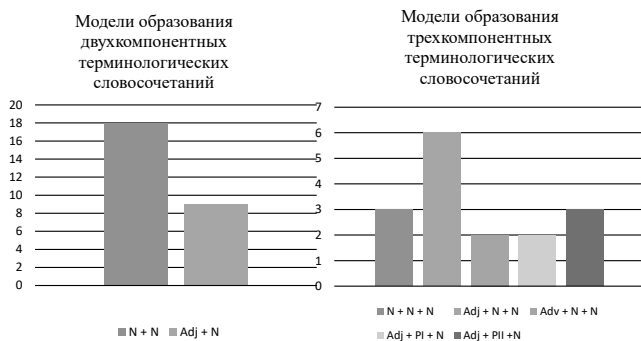 Модели образования
двухкомпонентных
терминологических
словосочетаний
20
18
16
14
12
10
8
6
4
2
0
N + N
Adj + N
Модели образования
трехкомпонентных
терминологических
словосочетаний
7
6
5
4
3
2
1
0
N + N + N
Adj + N + N
Adv + N + N
Adj + PI + N
Adj + PII +N